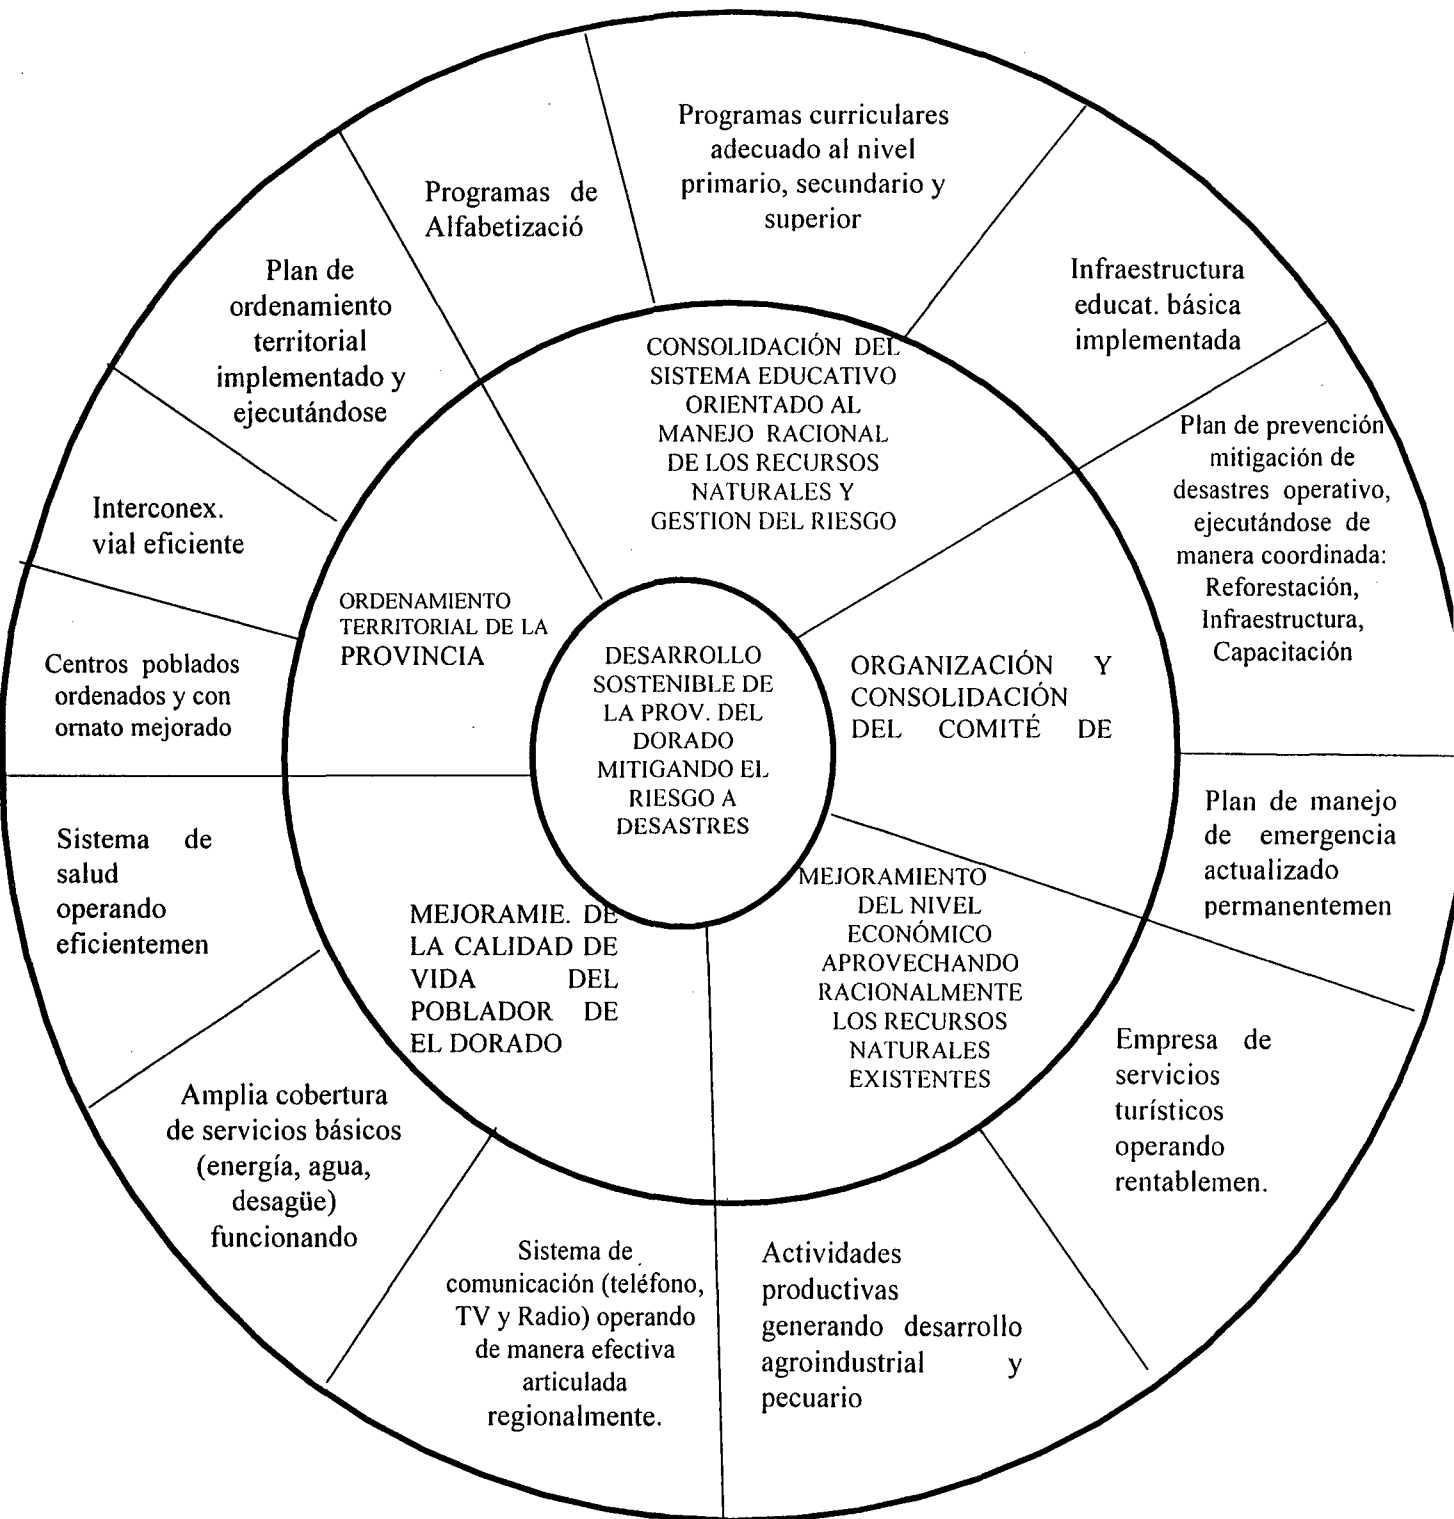 Programas curriculares
adecuado al nivel
primario, secundario y
superior
Programas de
Alfabetizació
Infraestructura
educat. básica
implementada
Plan de
ordenamiento
territorial
implementado y
ejecutándose
Interconex.
vial eficiente
Centros poblados
ordenados y con
ornato mejorado
Plan de prevención
mitigación de
desastres operativo,
ejecutándose de
manera coordinada:
Reforestación,
Infraestructura,
Capacitación
Plan de manejo
de emergencia
actualizado
permanentemen
CONSOLIDACIÓN DEL
SISTEMA EDUCATIVO
ORIENTADO AL
MANEJO RACIONAL
DE LOS RECURSOS
NATURALES Y
GESTION DEL RIESGO
ORDENAMIENTO
TERRITORIAL DE LA
PROVINCIA
DESARROLLO
SOSTENIBLE DE
LA PROV. DEL
DORADO
MITIGANDO EL
RIESGO A
DESASTRES
ORGANIZACIÓN Y
CONSOLIDACIÓN
DEL COMITÉ DE
MEJORAMIENTO
DEL NIVEL
ECONÓMICO
APROVECHANDO
RACIONALMENTE
LOS RECURSOS
NATURALES
EXISTENTES
MEJORAMIE. DE
LA CALIDAD DE
VIDA DEL
POBLADOR DE
EL DORADO
Sistema de
salud
operando
eficientemen
Amplia cobertura
de servicios básicos
(energía, agua,
desagüe)
funcionando
Sistema de
comunicación (teléfono,
TV y Radio) operando
de manera efectiva
articulada
regionalmente.
Actividades
productivas
generando desarrollo
agroindustrial y
pecuario
Empresa de
servicios
turísticos
operando
rentablemen.